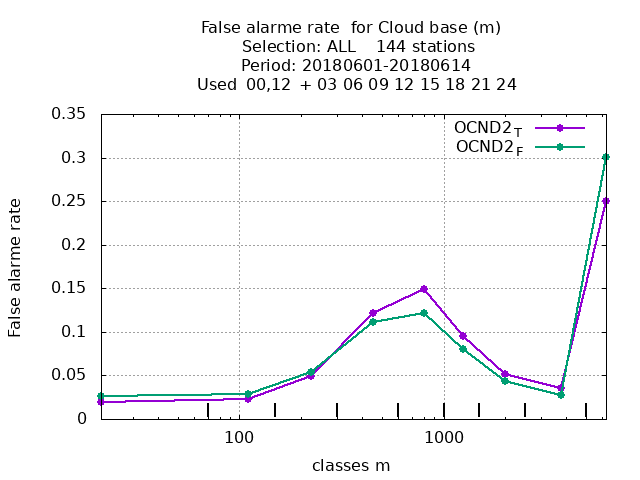 False alarme rate  for Cloud base (m)
Selection: ALL    144 stations
Period: 20180601-20180614
Used  00,12  + 03 06 09 12 15 18 21 24
OCND2T
OCND2F
0.35
0.3
0.25
0.2
0.15
0.1
0.05
0
False alarme rate
100
1000
classes m